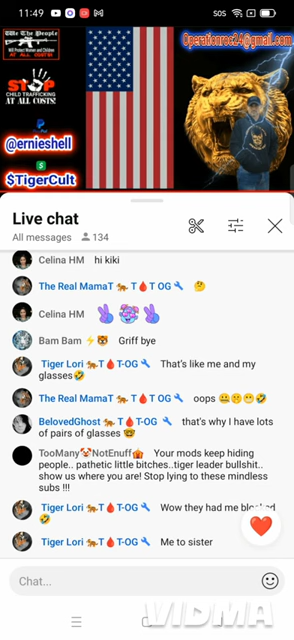 11:49
SOS
We The People
Will Protect Women and Children
AT ALL COSTS!
Operationroc24@gmail.com
STOP
CHILD TRAFFICKING
AT ALL COSTS!
@ernieshell
$TigerCult
Live chat
All messages 134
Celina HM hi kiki
The Real MamaT 🐅 T🩸T OG 🔧 🤔
Celina HM
Bam Bam ⚡🐯 Griff bye
Tiger Lori 🐅T🩸T-OG 🔧 That's like me and my
glasses🤣
The Real MamaT 🐅 T🩸T OG 🔧 oops 🤐🫢😁🤣
BelovedGhost 🐅T🩸T-OG 🔧 that's why I have lots
of pairs of glasses 🤓
TooMany🤡NotEnuff🎪 Your mods keep hiding
people.. pathetic little bitches..tiger leader bullshit..
show us where you are! Stop lying to these mindless
subs !!!
Tiger Lori 🐅T🩸T-OG 🔧 Wow they had me blocked
🤣
Tiger Lori 🐅T🩸T-OG 🔧 Me to sister
Chat...
VIDMA